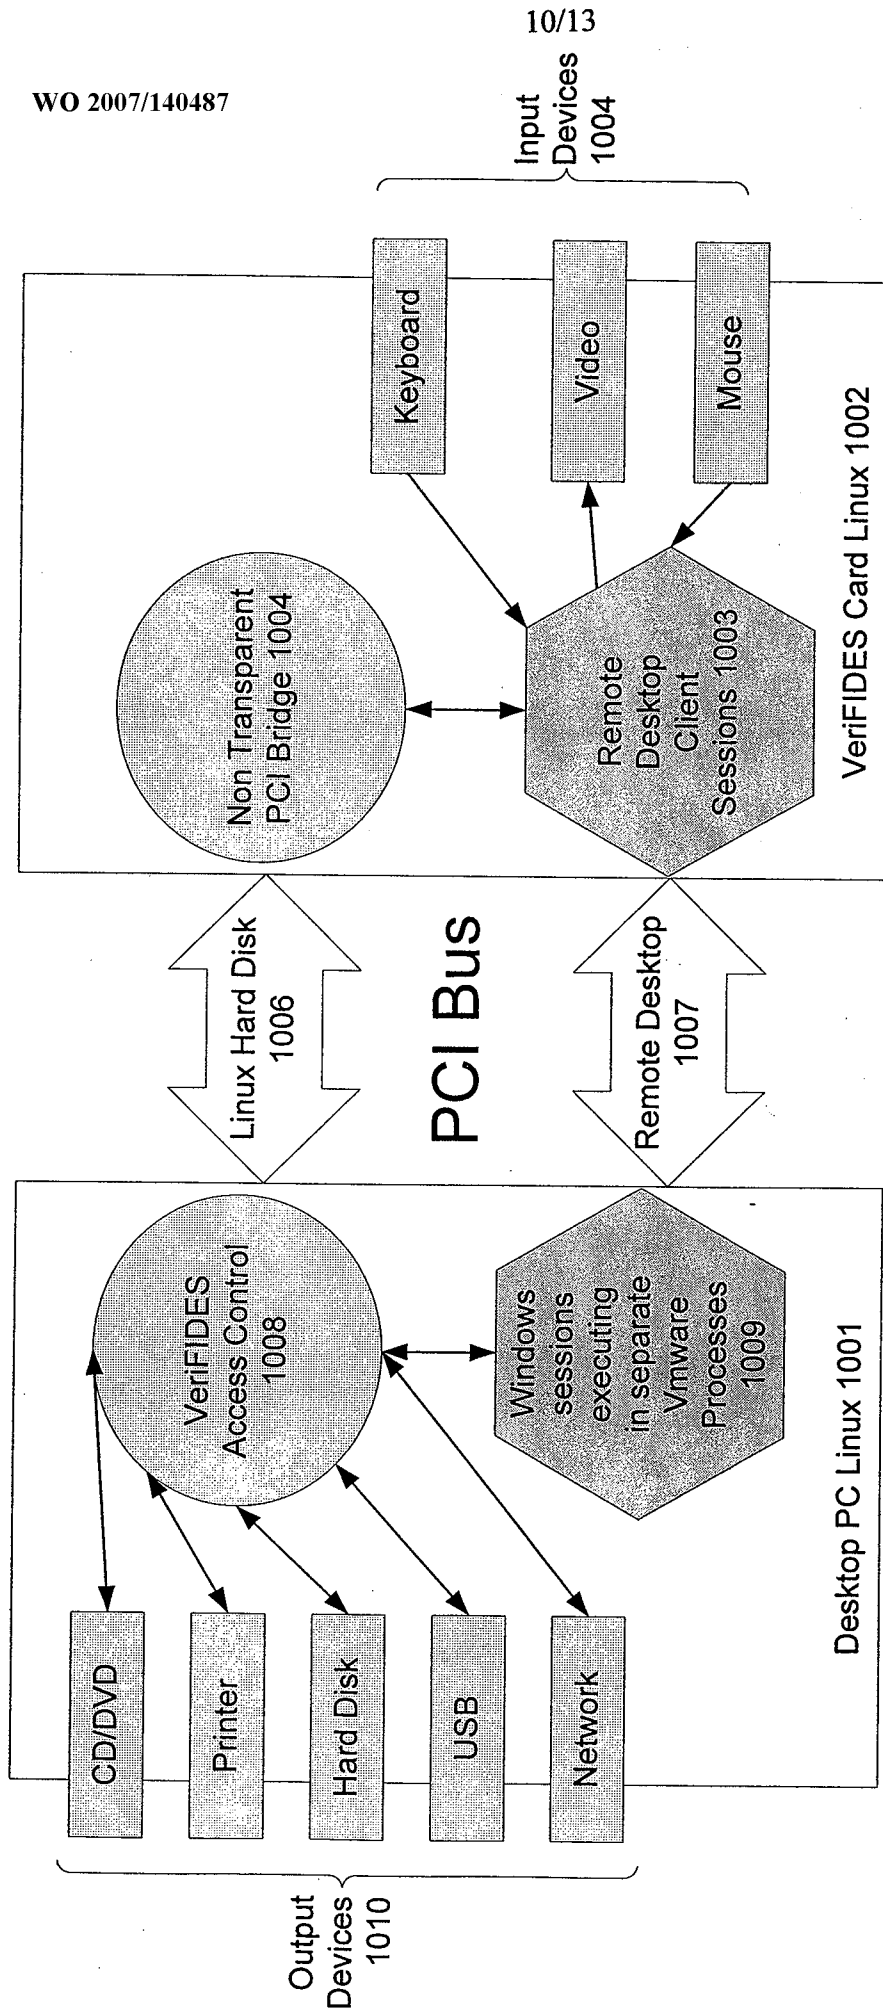 10/13
WO 2007/140487
Input
Devices
1004
Keyboard
Video
Mouse
Non Transparent
PCI Bridge 1004
Remote
Desktop
Client
Sessions 1003
VeriFIDES Card Linux 1002
Linux Hard Disk
1006
PCI Bus
Remote Desktop
1007
VeriFIDES
Access Control
1008
Windows
sessions
executing
in separate
Vmware
Processes
1009
Desktop PC Linux 1001
CD/DVD
Printer
Hard Disk
USB
Network
Output
Devices
1010